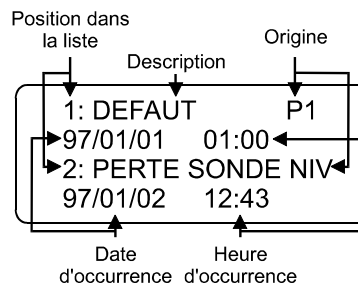 Position dans
la liste
Description
Origine
1: DEFAUT P1
97/01/01 01:00
2: PERTE SONDE NIV
97/01/02 12:43
Date
d'occurrence
Heure
d'occurrence